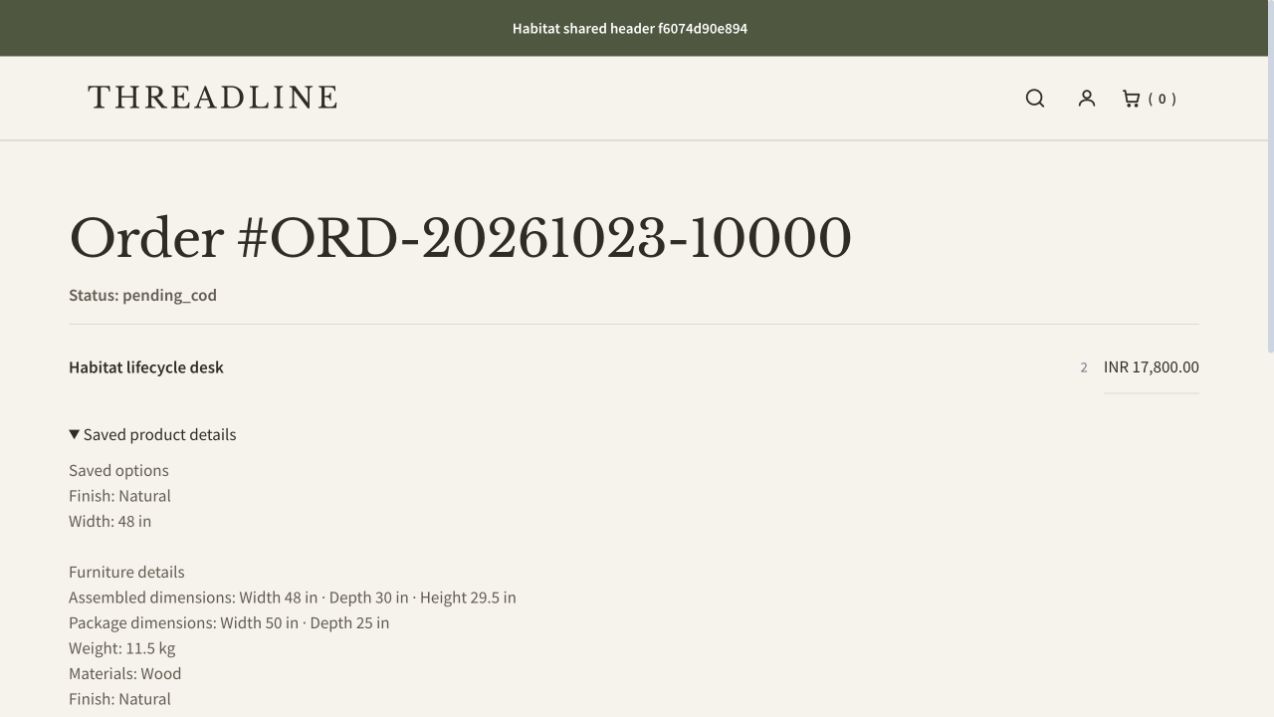 Habitat shared header f6074d90e894
THREADLINE
( 0 )
Order #ORD-20261023-10000
Status: pending_cod
Habitat lifecycle desk 2 INR 17,800.00
▼ Saved product details
Saved options
Finish: Natural
Width: 48 in
Furniture details
Assembled dimensions: Width 48 in · Depth 30 in · Height 29.5 in
Package dimensions: Width 50 in · Depth 25 in
Weight: 11.5 kg
Materials: Wood
Finish: Natural